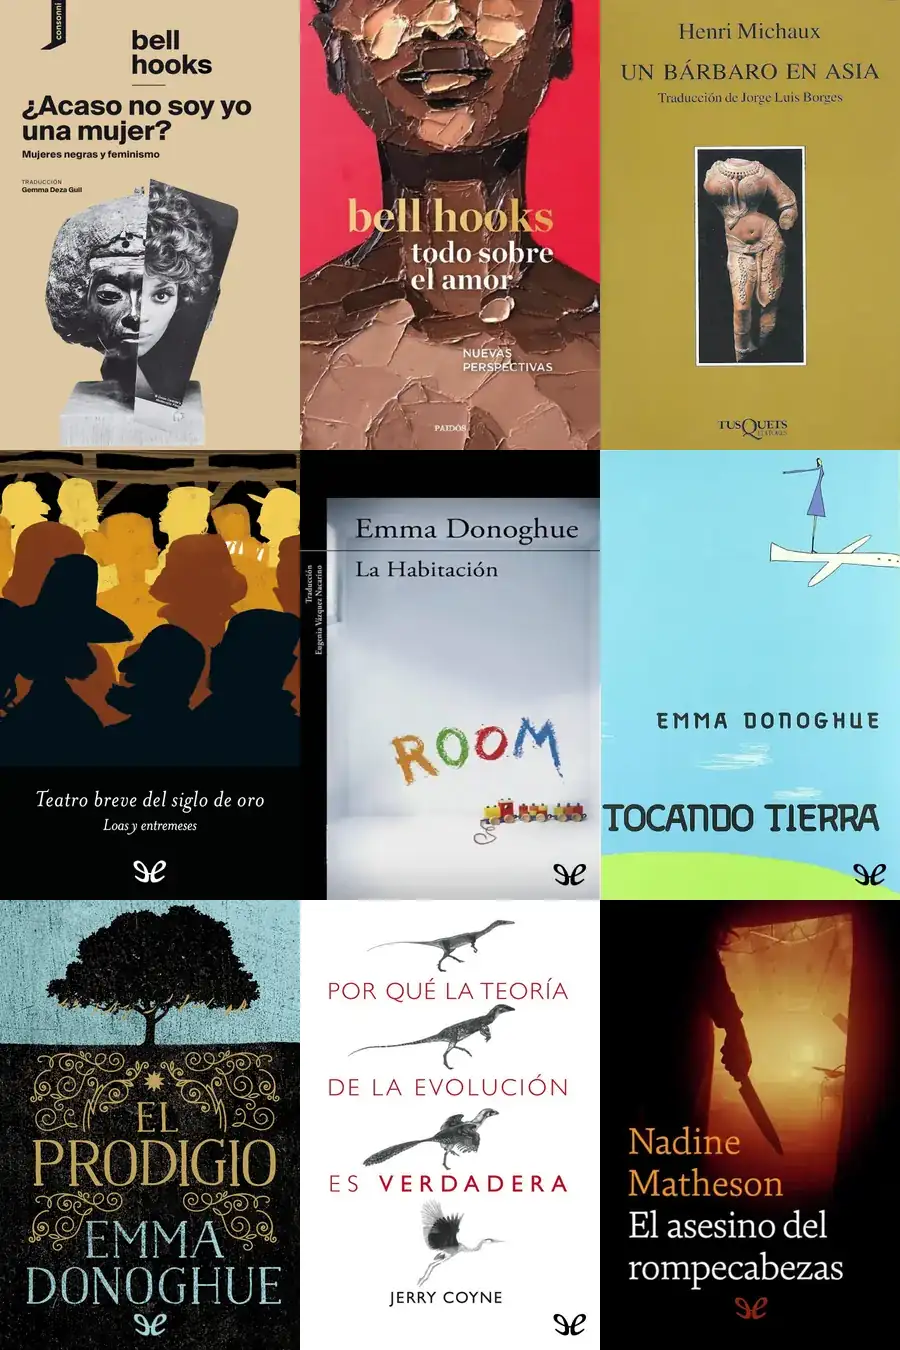 consonni
bell
hooks
¿Acaso no soy yo
una mujer?
Mujeres negras y feminismo
TRADUCCIÓN
Gemma Deza Guil
bell hooks
todo sobre
el amor
NUEVAS
PERSPECTIVAS
PAIDÓS
Henri Michaux
UN BÁRBARO EN ASIA
Traducción de Jorge Luis Borges
TUSQUETS
EDITORES
Teatro breve del siglo de oro
Loas y entremeses
Emma Donoghue
La Habitación
Traducción
Eugenia Vázquez Nacarino
ROOM
EMMA DONOGHUE
TOCANDO TIERRA
EL
PRODIGIO
EMMA
DONOGHUE
POR QUÉ LA TEORÍA
DE LA EVOLUCIÓN
ES VERDADERA
JERRY COYNE
Nadine
Matheson
El asesino del
rompecabezas